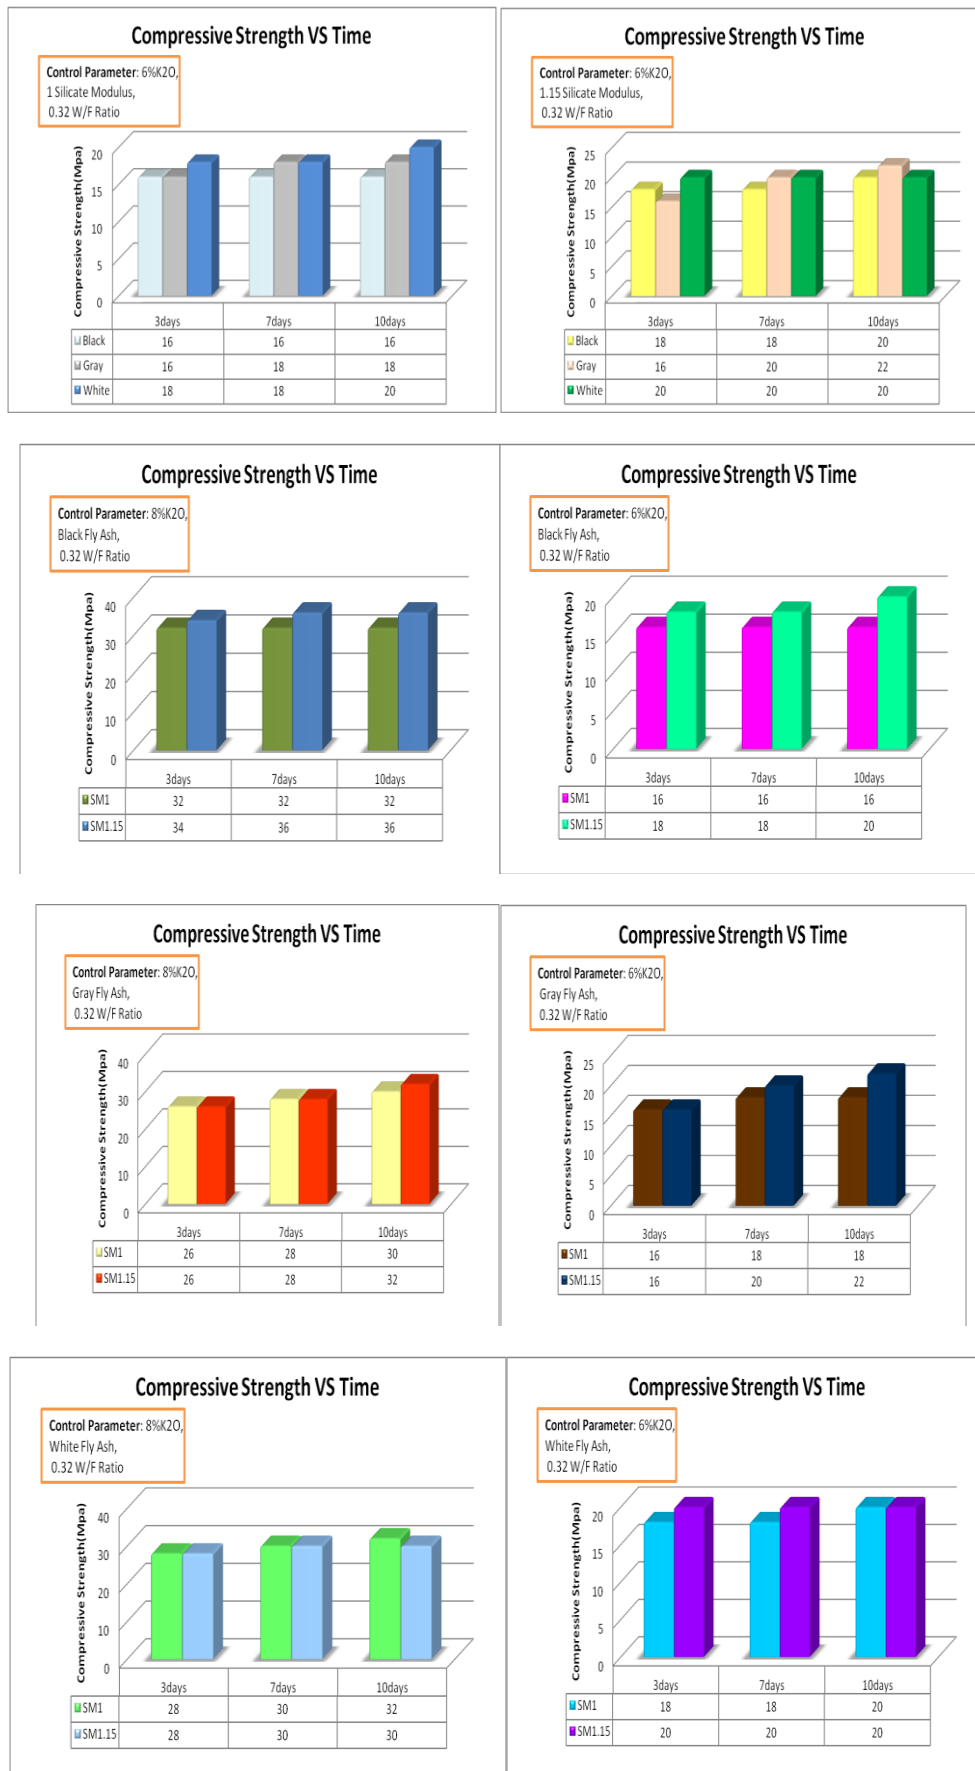 Compressive Strength VS Time
Control Parameter: 6%K2O,
1 Silicate Modulus,
0.32 W/F Ratio
Compressive Strength(Mpa)
20
15
10
5
0
3days 7days 10days
Black 16 16 16
Gray 16 18 18
White 18 18 20
Compressive Strength VS Time
Control Parameter: 6%K2O,
1.15 Silicate Modulus,
0.32 W/F Ratio
Compressive Strength(Mpa)
25
20
15
10
5
0
3days 7days 10days
Black 18 18 20
Gray 16 20 22
White 20 20 20
Compressive Strength VS Time
Control Parameter: 8%K2O,
Black Fly Ash,
0.32 W/F Ratio
Compressive Strength(Mpa)
40
30
20
10
0
3days 7days 10days
SM1 32 32 32
SM1.15 34 36 36
Compressive Strength VS Time
Control Parameter: 6%K2O,
Black Fly Ash,
0.32 W/F Ratio
Compressive Strength(Mpa)
20
15
10
5
0
3days 7days 10days
SM1 16 16 16
SM1.15 18 18 20
Compressive Strength VS Time
Control Parameter: 8%K2O,
Gray Fly Ash,
0.32 W/F Ratio
Compressive Strength(Mpa)
40
30
20
10
0
3days 7days 10days
SM1 26 28 30
SM1.15 26 28 32
Compressive Strength VS Time
Control Parameter: 6%K2O,
Gray Fly Ash,
0.32 W/F Ratio
Compressive Strength(Mpa)
25
20
15
10
5
0
3days 7days 10days
SM1 16 18 18
SM1.15 16 20 22
Compressive Strength VS Time
Control Parameter: 8%K2O,
White Fly Ash,
0.32 W/F Ratio
Compressive Strength(Mpa)
40
30
20
10
0
3days 7days 10days
SM1 28 30 32
SM1.15 28 30 30
Compressive Strength VS Time
Control Parameter: 6%K2O,
White Fly Ash,
0.32 W/F Ratio
Compressive Strength(Mpa)
20
15
10
5
0
3days 7days 10days
SM1 18 18 20
SM1.15 20 20 20